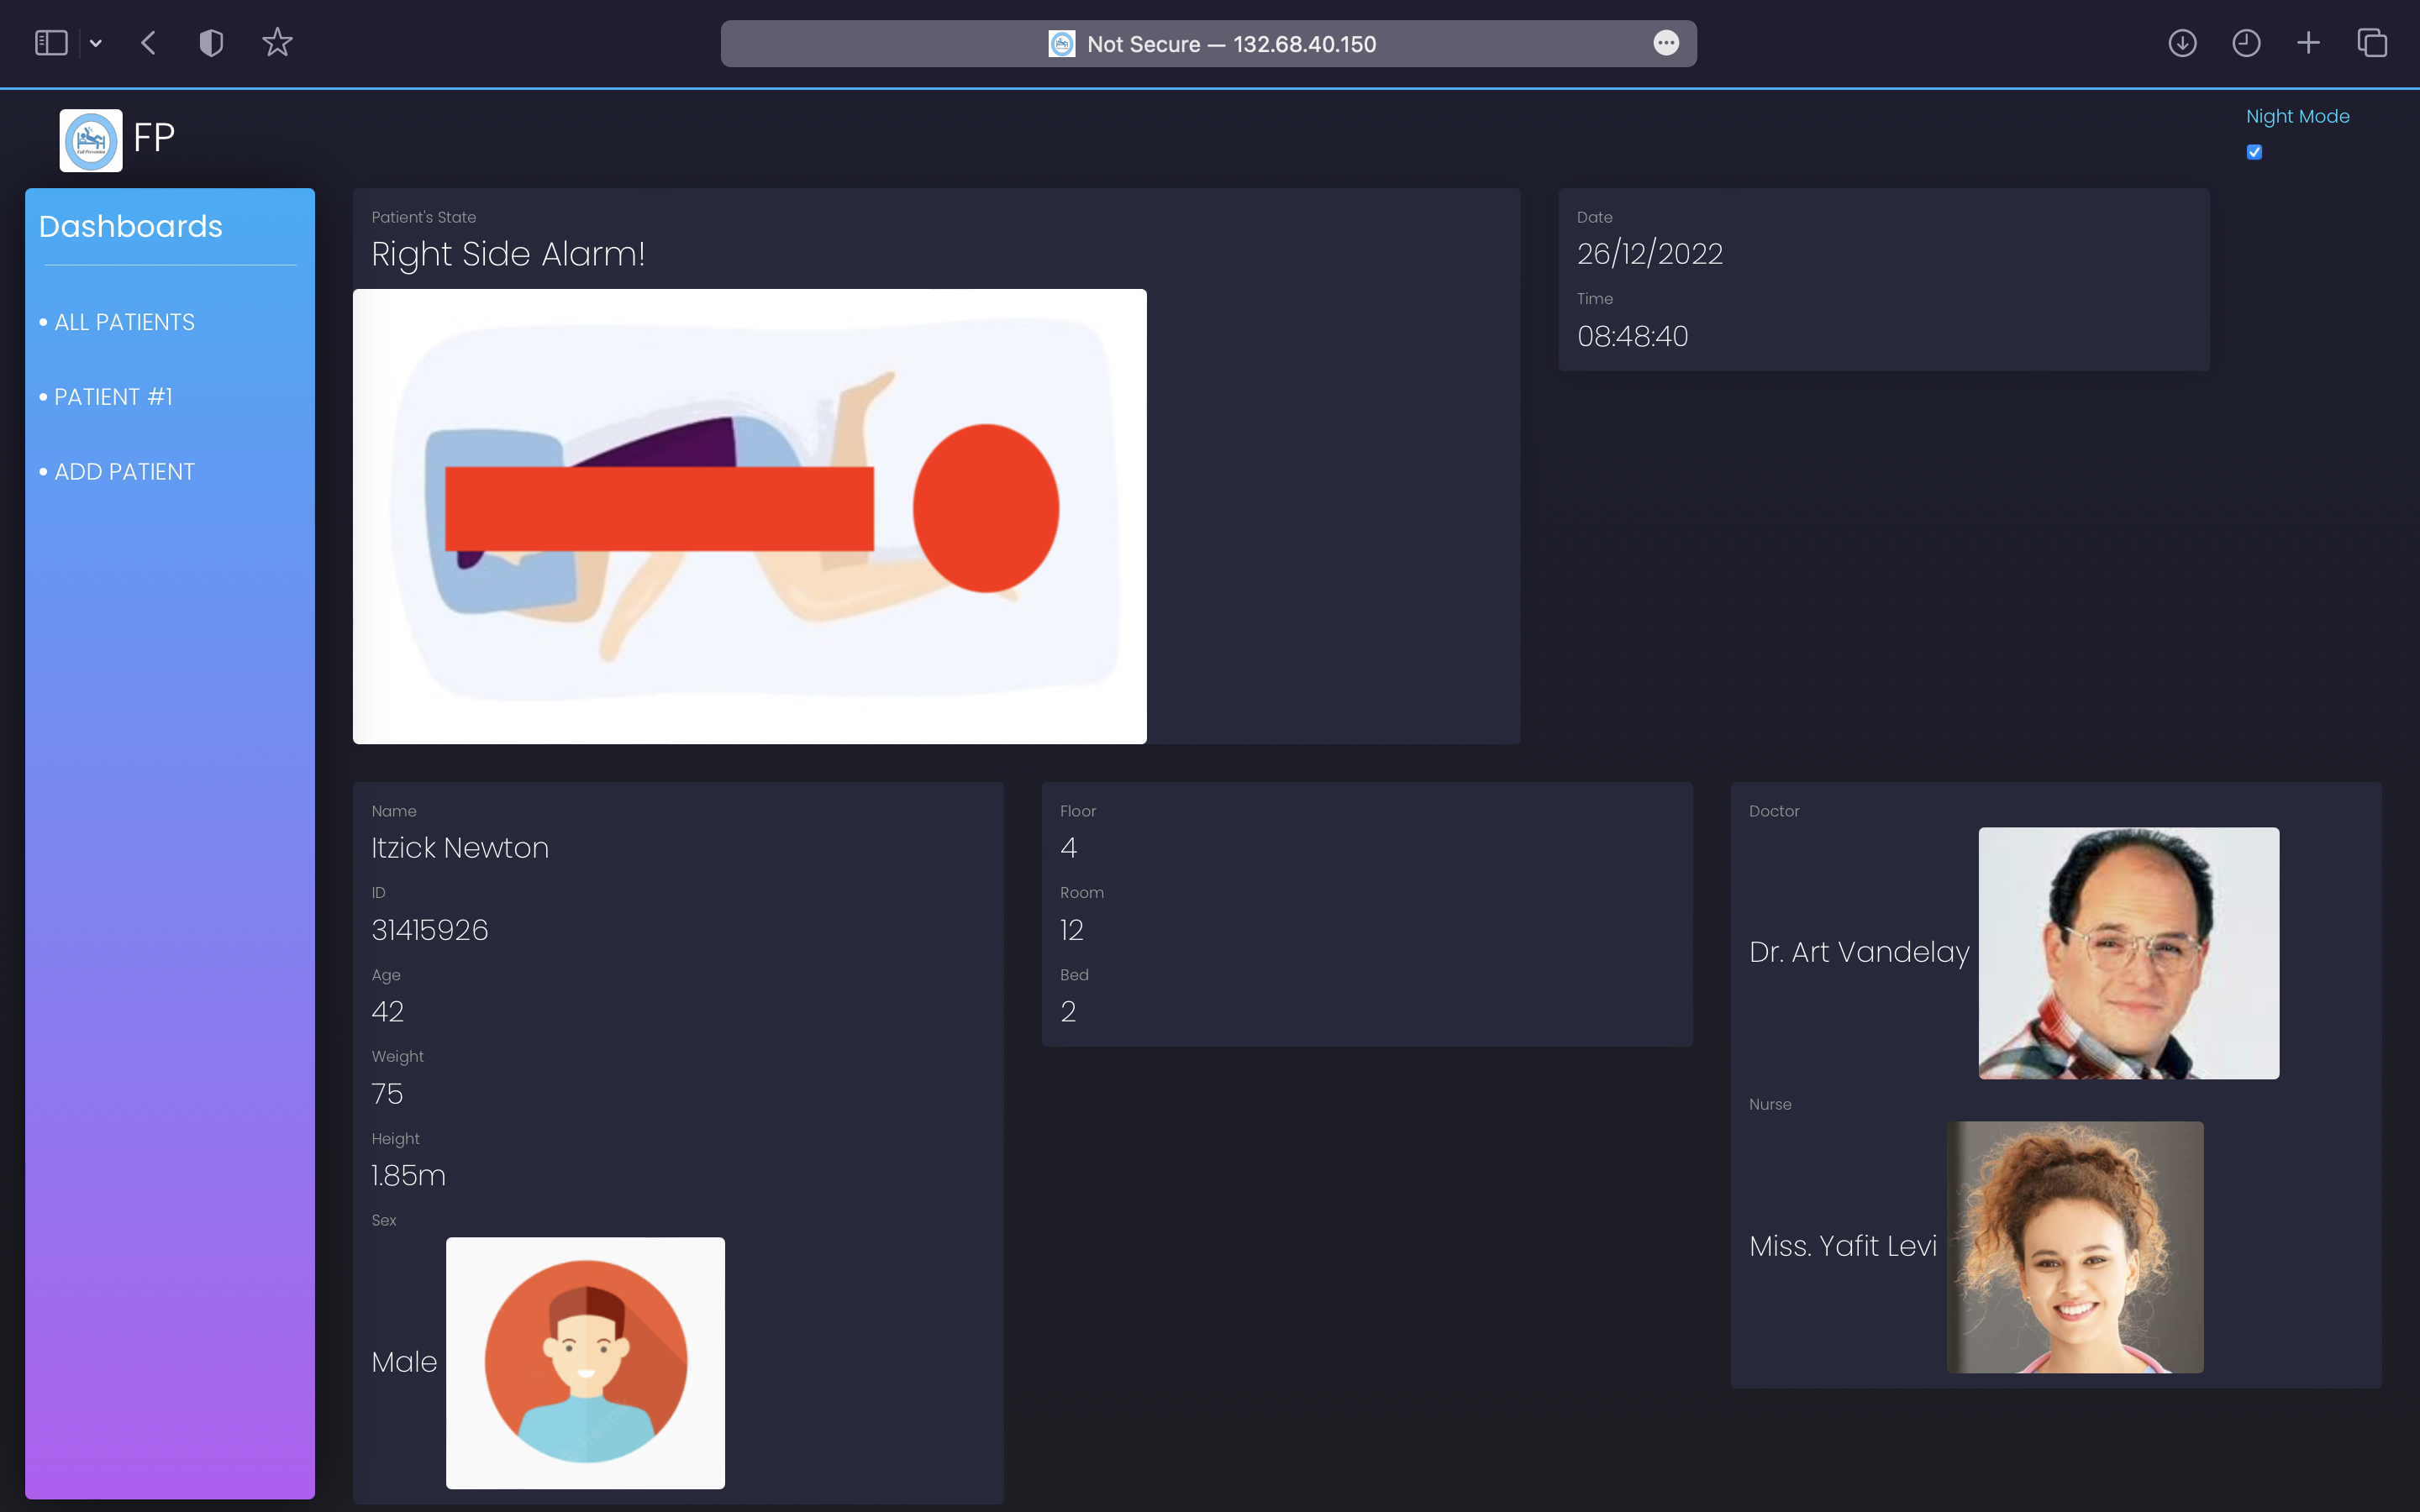 Not Secure — 132.68.40.150
FP
Night Mode
Dashboards
• ALL PATIENTS
• PATIENT #1
• ADD PATIENT
Patient's State
Right Side Alarm!
Date
26/12/2022
Time
08:48:40
Name
Itzick Newton
ID
31415926
Age
42
Weight
75
Height
1.85m
Sex
Male
Floor
4
Room
12
Bed
2
Doctor
Dr. Art Vandelay
Nurse
Miss. Yafit Levi